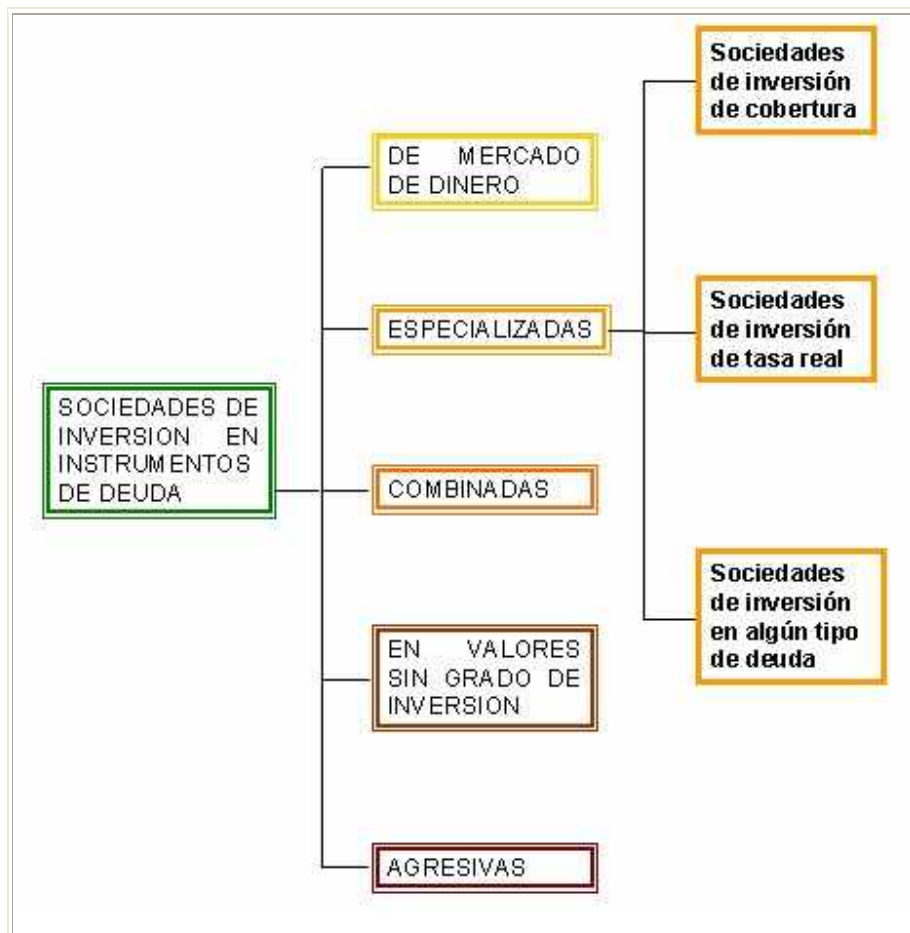 SOCIEDADES DE
INVERSION EN
INSTRUMENTOS
DE DEUDA
DE MERCADO
DE DINERO
ESPECIALIZADAS
COMBINADAS
EN VALORES
SIN GRADO DE
INVERSION
AGRESIVAS
Sociedades
de inversión
de cobertura
Sociedades
de inversión
de tasa real
Sociedades
de inversión
en algún tipo
de deuda